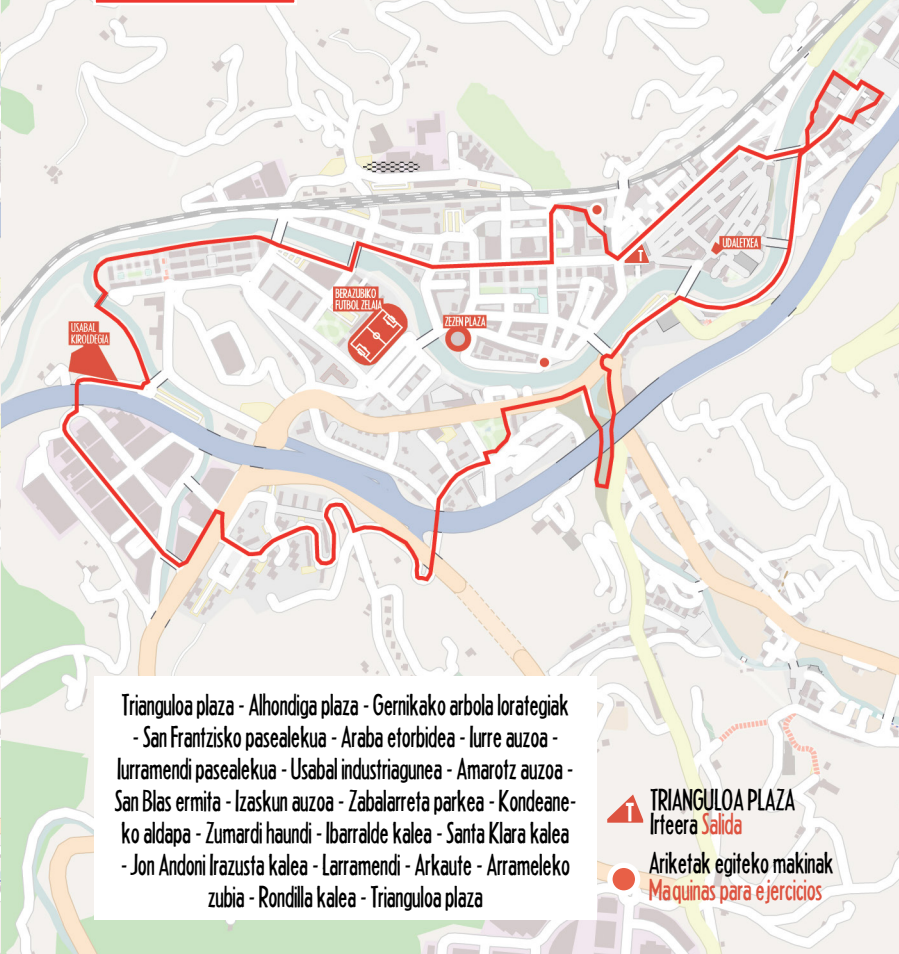 UDALETXEA
T
BERAZUBIKO
FUTBOL ZELAIA
ZEZEN PLAZA
USABAL
KIROLDEGIA
Trianguloa plaza - Alhondiga plaza - Gernikako arbola lorategiak
- San Frantzisko pasealekua - Araba etorbidea - Iurre auzoa -
Iurramendi pasealekua - Usabal industriagunea - Amarotz auzoa -
San Blas ermita - Izaskun auzoa - Zabalarreta parkea - Kondeane-
ko aldapa - Zumardi haundi - Ibarralde kalea - Santa Klara kalea
- Jon Andoni Irazusta kalea - Larramendi - Arkaute - Arrameleko
zubia - Rondilla kalea - Trianguloa plaza
T
TRIANGULOA PLAZA
Irteera Salida
Ariketak egiteko makinak
Maquinas para ejercicios